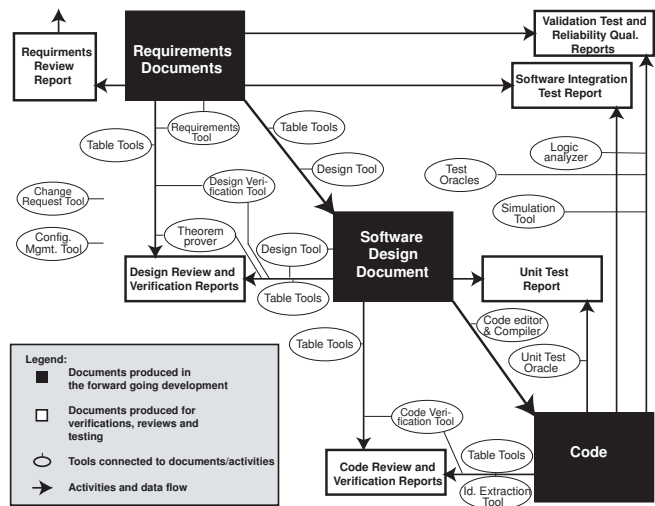 Requirments
Review
Report
Requirements
Documents
Validation Test and
Reliability Qual.
Reports
Software Integration
Test Report
Table Tools
Requirements
Tool
Table Tools
Logic
analyzer
Design Tool
Test
Oracles
Change
Request Tool
Design Veri-
fication Tool
Simulation
Tool
Config.
Mgmt. Tool
Theorem
prover
Design Tool
Software
Design
Document
Design Review and
Verification Reports
Table Tools
Unit Test
Report
Table Tools
Code editor
& Compiler
Unit Test
Oracle
Legend:
Documents produced in
the forward going development
Documents produced for
verifications, reviews and
testing
Tools connected to documents/activities
Activities and data flow
Code Veri-
fication Tool
Code Review and
Verification Reports
Table Tools
Id. Extraction
Tool
Code